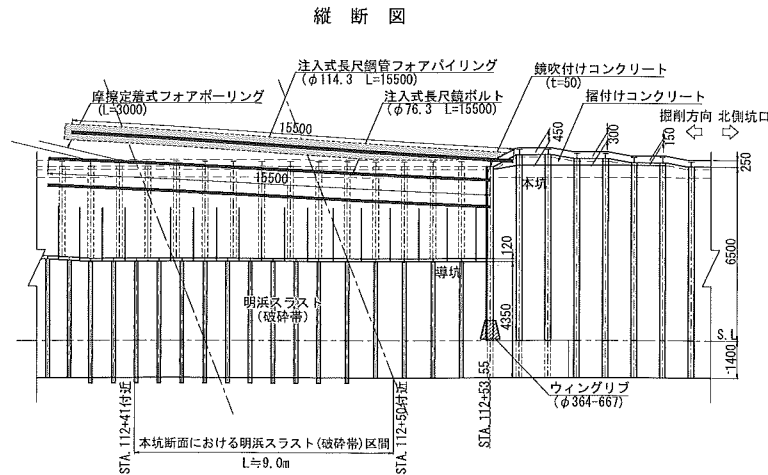 縦断図
注入式長尺鋼管フォアパイリング
(φ114.3 L=15500)
鏡吹付けコンクリート
(t=50)
摩擦定着式フォアポーリング
(L=3000)
注入式長尺鏡ボルト
(φ76.3 L=15500)
摺付けコンクリート
掘削方向
北側坑口
15500
450
300
150
250
15500
本坑
120
6500
導坑
明浜スラスト
(破砕帯)
4350
S.L
1400
ウィングリブ
(φ364-667)
STA.112+41付近
本坑断面における明浜スラスト(破砕帯)区間
L≒9.0m
STA.112+50付近
STA.112+53.55